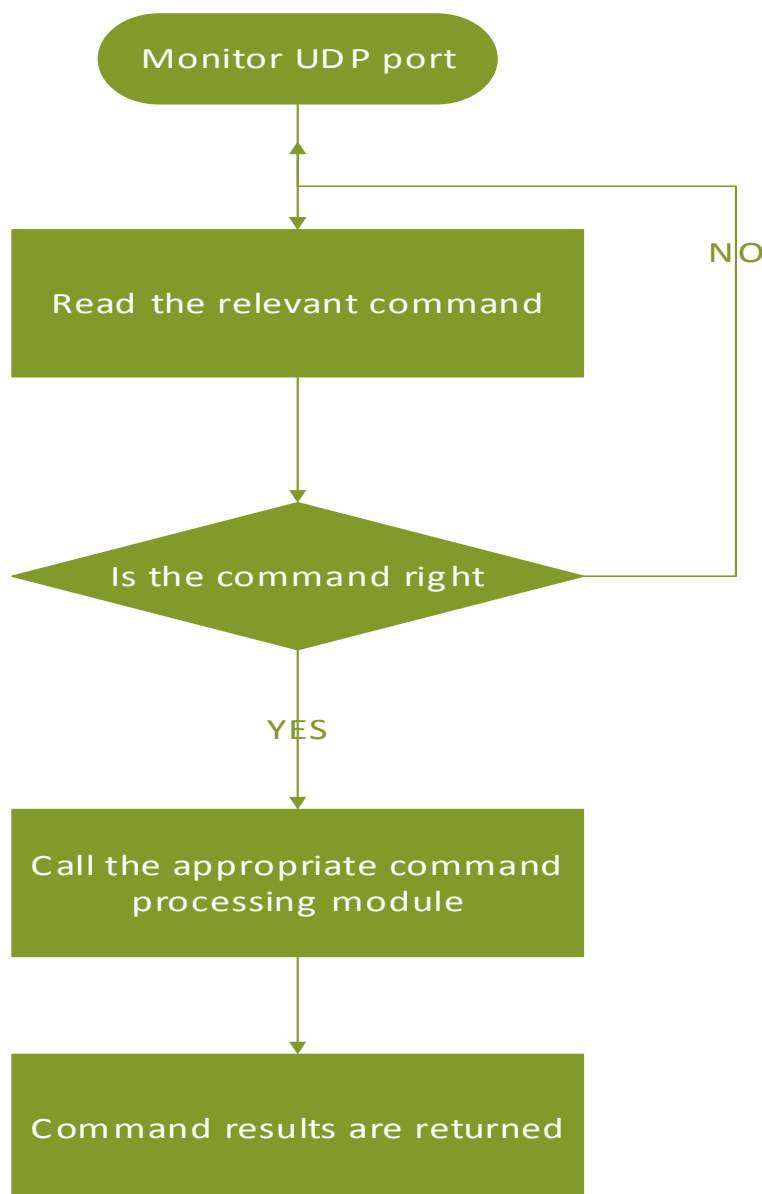 Monitor UDP port
NO
Read the relevant command
Is the command right
YES
Call the appropriate command
processing module
Command results are returned